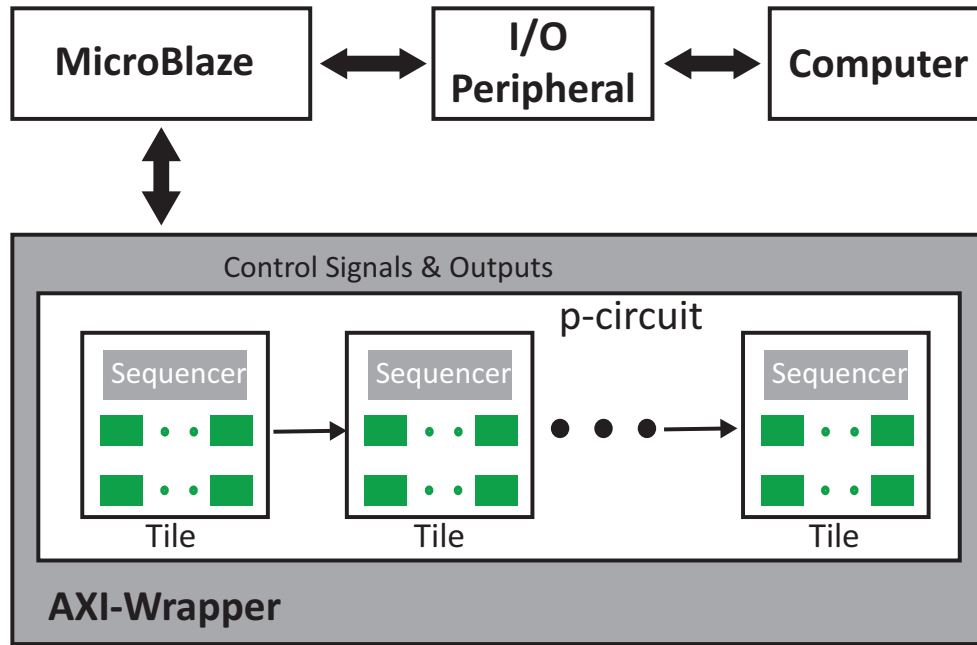 MicroBlaze
I/O
Peripheral
Computer
Control Signals & Outputs
p-circuit
Sequencer
Sequencer
Sequencer
Tile
Tile
Tile
AXI-Wrapper